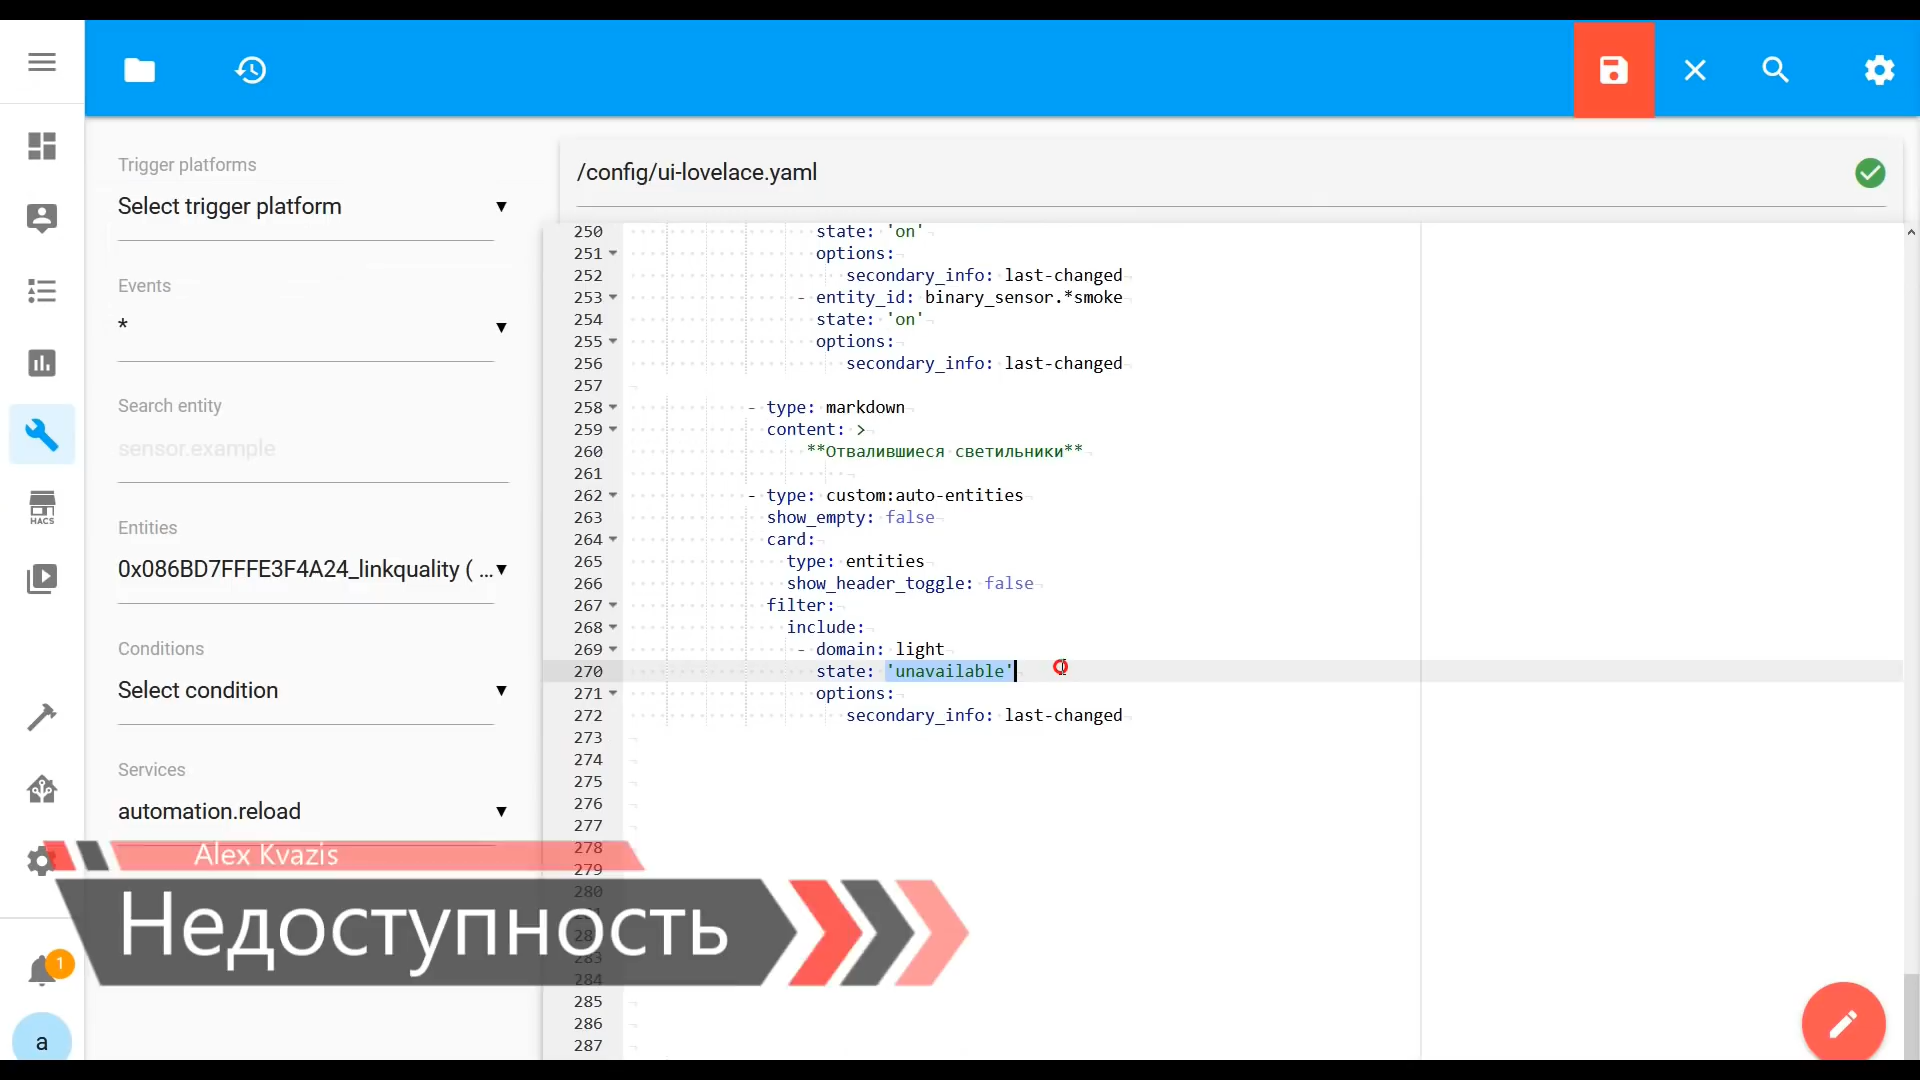 Trigger platforms
Select trigger platform
Events
*
Search entity
sensor.example
Entities
0x086BD7FFFE3F4A24_linkquality ( ...
Conditions
Select condition
Services
automation.reload
HACS
1
a
/config/ui-lovelace.yaml
250 state: 'on'
251 options:
252 secondary_info: last-changed
253 - entity_id: binary_sensor.*smoke
254 state: 'on'
255 options:
256 secondary_info: last-changed
257
258 - type: markdown
259 content: >
260 **Отвалившиеся светильники**
261
262 - type: custom:auto-entities
263 show_empty: false
264 card:
265 type: entities
266 show_header_toggle: false
267 filter:
268 include:
269 - domain: light
270 state: 'unavailable'
271 options:
272 secondary_info: last-changed
273
274
275
276
277
278
279
280
283
284
285
286
287
Alex Kvazis
Недоступность